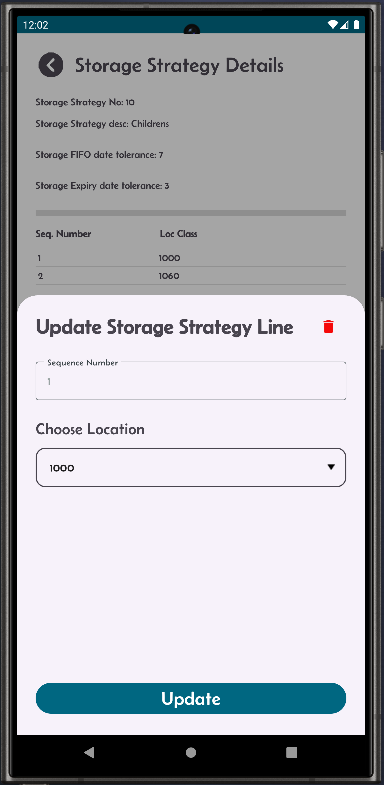 12:02
Storage Strategy Details
Storage Strategy No: 10
Storage Strategy desc: Childrens
Storage FIFO date tolerance: 7
Storage Expiry date tolerance: 3
Seq. Number Loc Class
1 1000
2 1060
Update Storage Strategy Line
Sequence Number
1
Choose Location
1000
Update